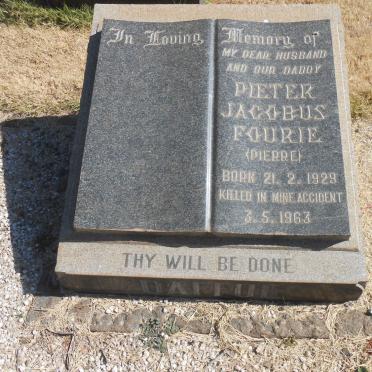 In Loving Memory of
MY DEAR HUSBAND
AND OUR DADDY
PIETER
JACOBUS
FOURIE
(PIERRE)
BORN 21. 2. 1929
KILLED IN MINE ACCIDENT
3. 5. 1963
THY WILL BE DONE